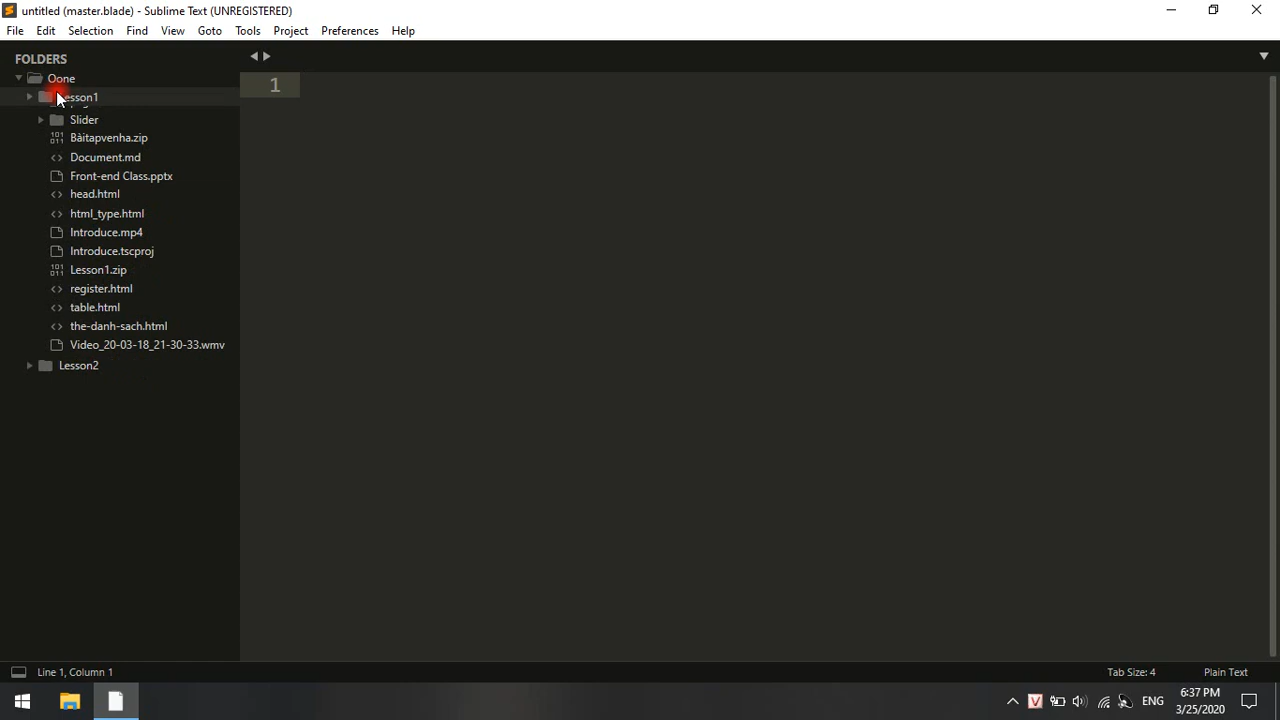 untitled (master.blade) - Sublime Text (UNREGISTERED)
File Edit Selection Find View Goto Tools Project Preferences Help
FOLDERS
Oone
Lesson1
1
Slider
Bàitapvenha.zip
Document.md
Front-end Class.pptx
head.html
html_type.html
Introduce.mp4
Introduce.tscproj
Lesson1.zip
register.html
table.html
the-danh-sach.html
Video_20-03-18_21-30-33.wmv
Lesson2
Line 1, Column 1
Tab Size: 4
Plain Text
ENG
6:37 PM
3/25/2020